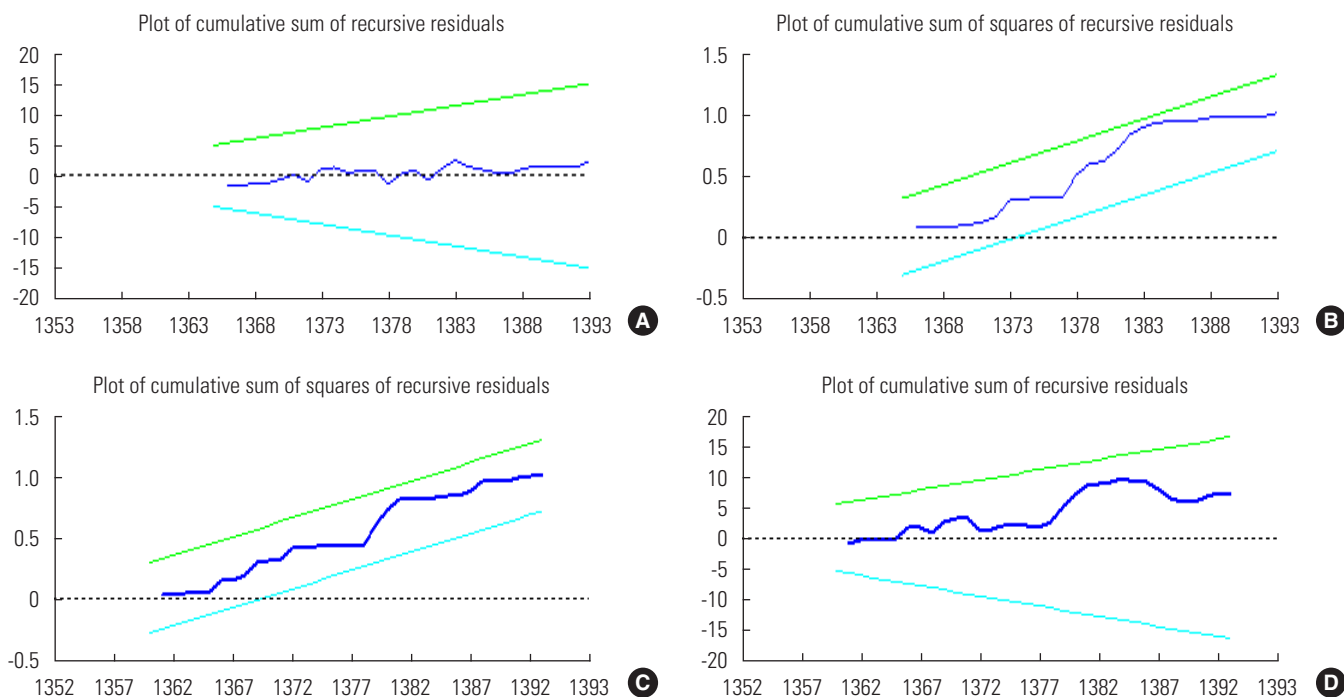 Plot of cumulative sum of recursive residuals
20
15
10
5
0
-5
-10
-15
-20
1353 1358 1363 1368 1373 1378 1383 1388 1393
A
Plot of cumulative sum of squares of recursive residuals
1.5
1.0
0.5
0
-0.5
1353 1358 1363 1368 1373 1378 1383 1388 1393
B
Plot of cumulative sum of squares of recursive residuals
1.5
1.0
0.5
0
-0.5
1352 1357 1362 1367 1372 1377 1382 1387 1393
C
Plot of cumulative sum of recursive residuals
20
15
10
5
0
-5
-10
-15
-20
1352 1357 1362 1367 1372 1377 1382 1387 1392 1393
D